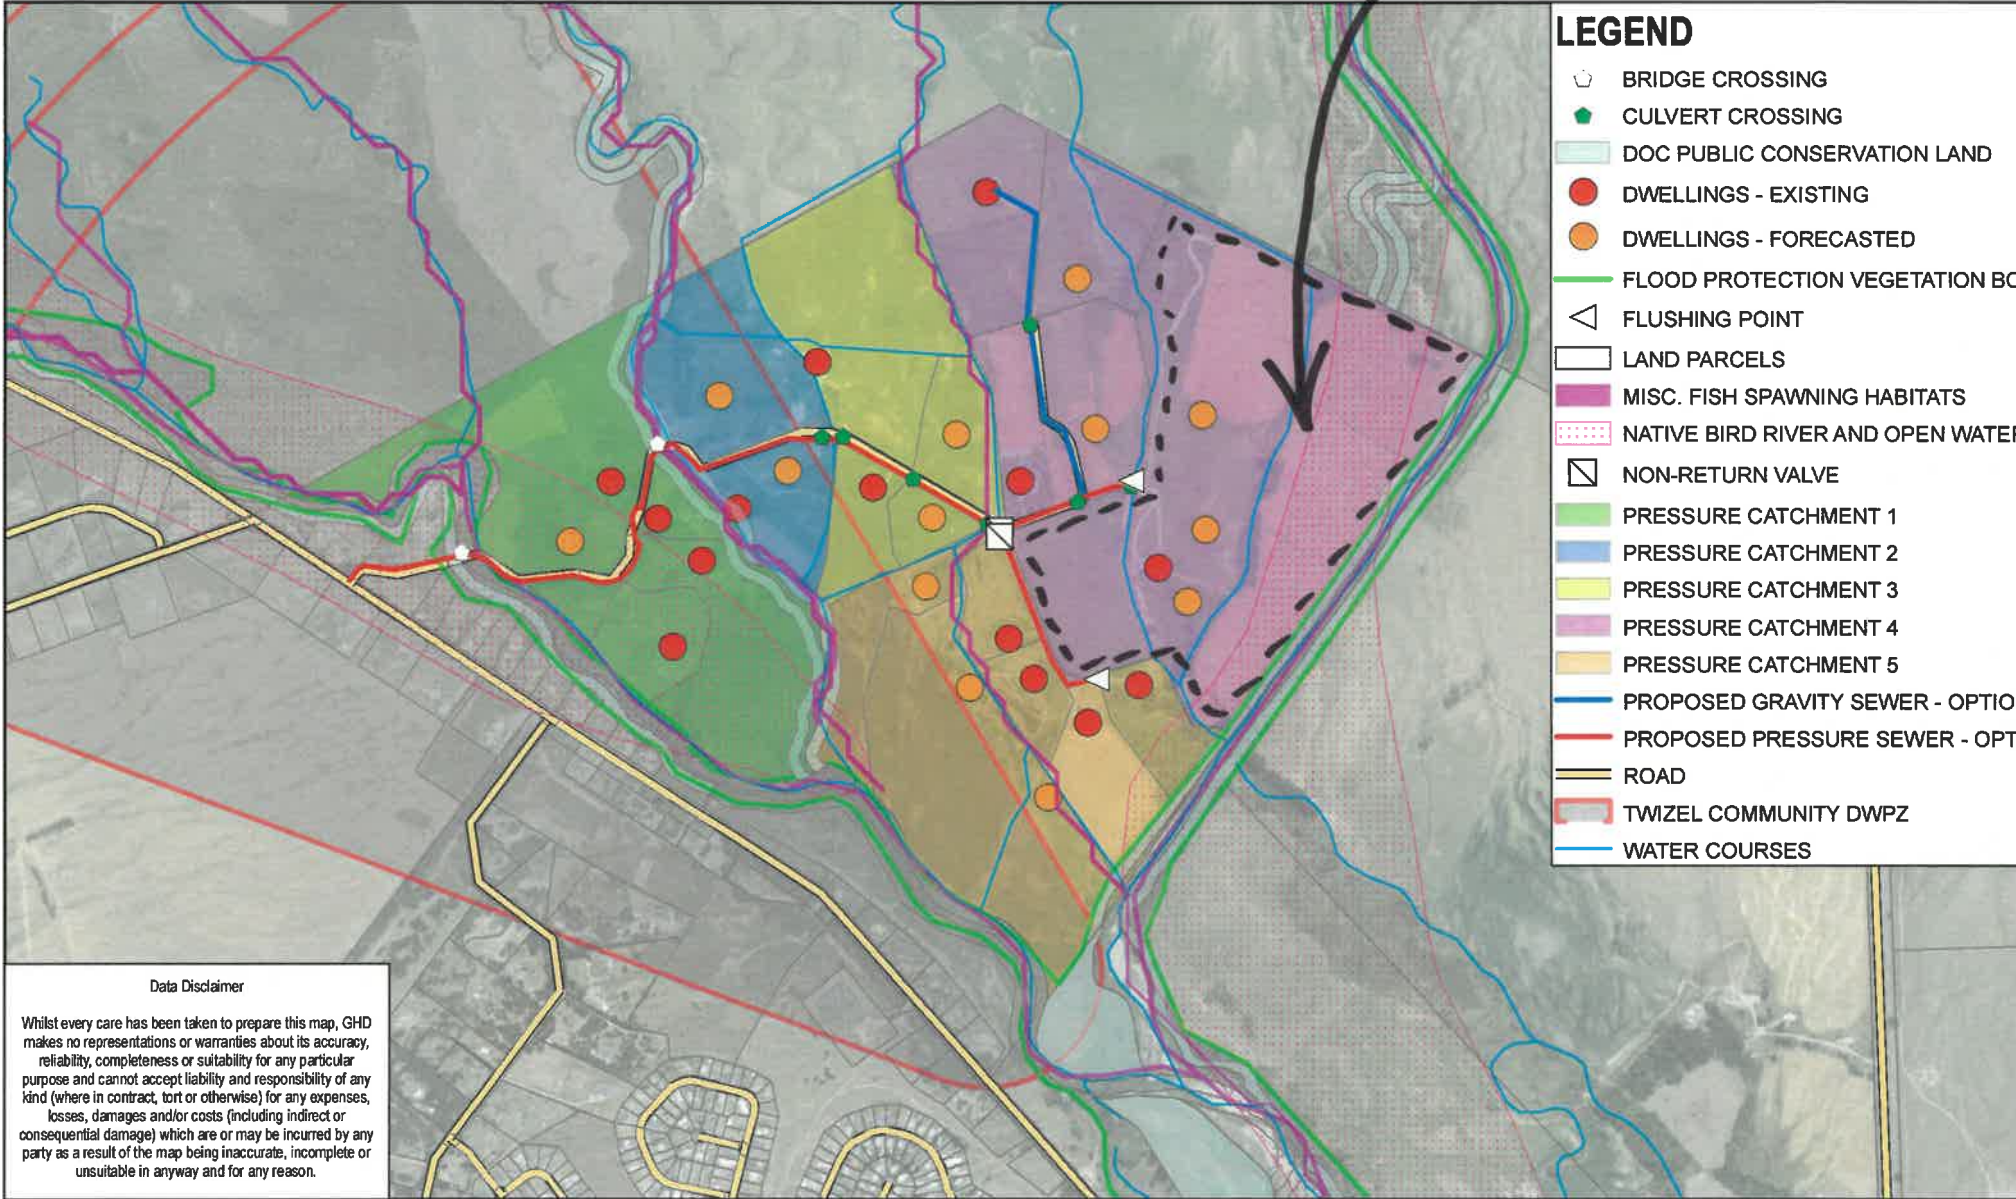 LEGEND
BRIDGE CROSSING
CULVERT CROSSING
DOC PUBLIC CONSERVATION LAND
DWELLINGS - EXISTING
DWELLINGS - FORECASTED
FLOOD PROTECTION VEGETATION BO
FLUSHING POINT
LAND PARCELS
MISC. FISH SPAWNING HABITATS
NATIVE BIRD RIVER AND OPEN WATER
NON-RETURN VALVE
PRESSURE CATCHMENT 1
PRESSURE CATCHMENT 2
PRESSURE CATCHMENT 3
PRESSURE CATCHMENT 4
PRESSURE CATCHMENT 5
PROPOSED GRAVITY SEWER - OPTIO
PROPOSED PRESSURE SEWER - OPT
ROAD
TWIZEL COMMUNITY DWPZ
WATER COURSES
Data Disclaimer
Whilst every care has been taken to prepare this map, GHD
makes no representations or warranties about its accuracy,
reliability, completeness or suitability for any particular
purpose and cannot accept liability and responsibility of any
kind (where in contract, tort or otherwise) for any expenses,
losses, damages and/or costs (including indirect or
consequential damage) which are or may be incurred by any
party as a result of the map being inaccurate, incomplete or
unsuitable in anyway and for any reason.